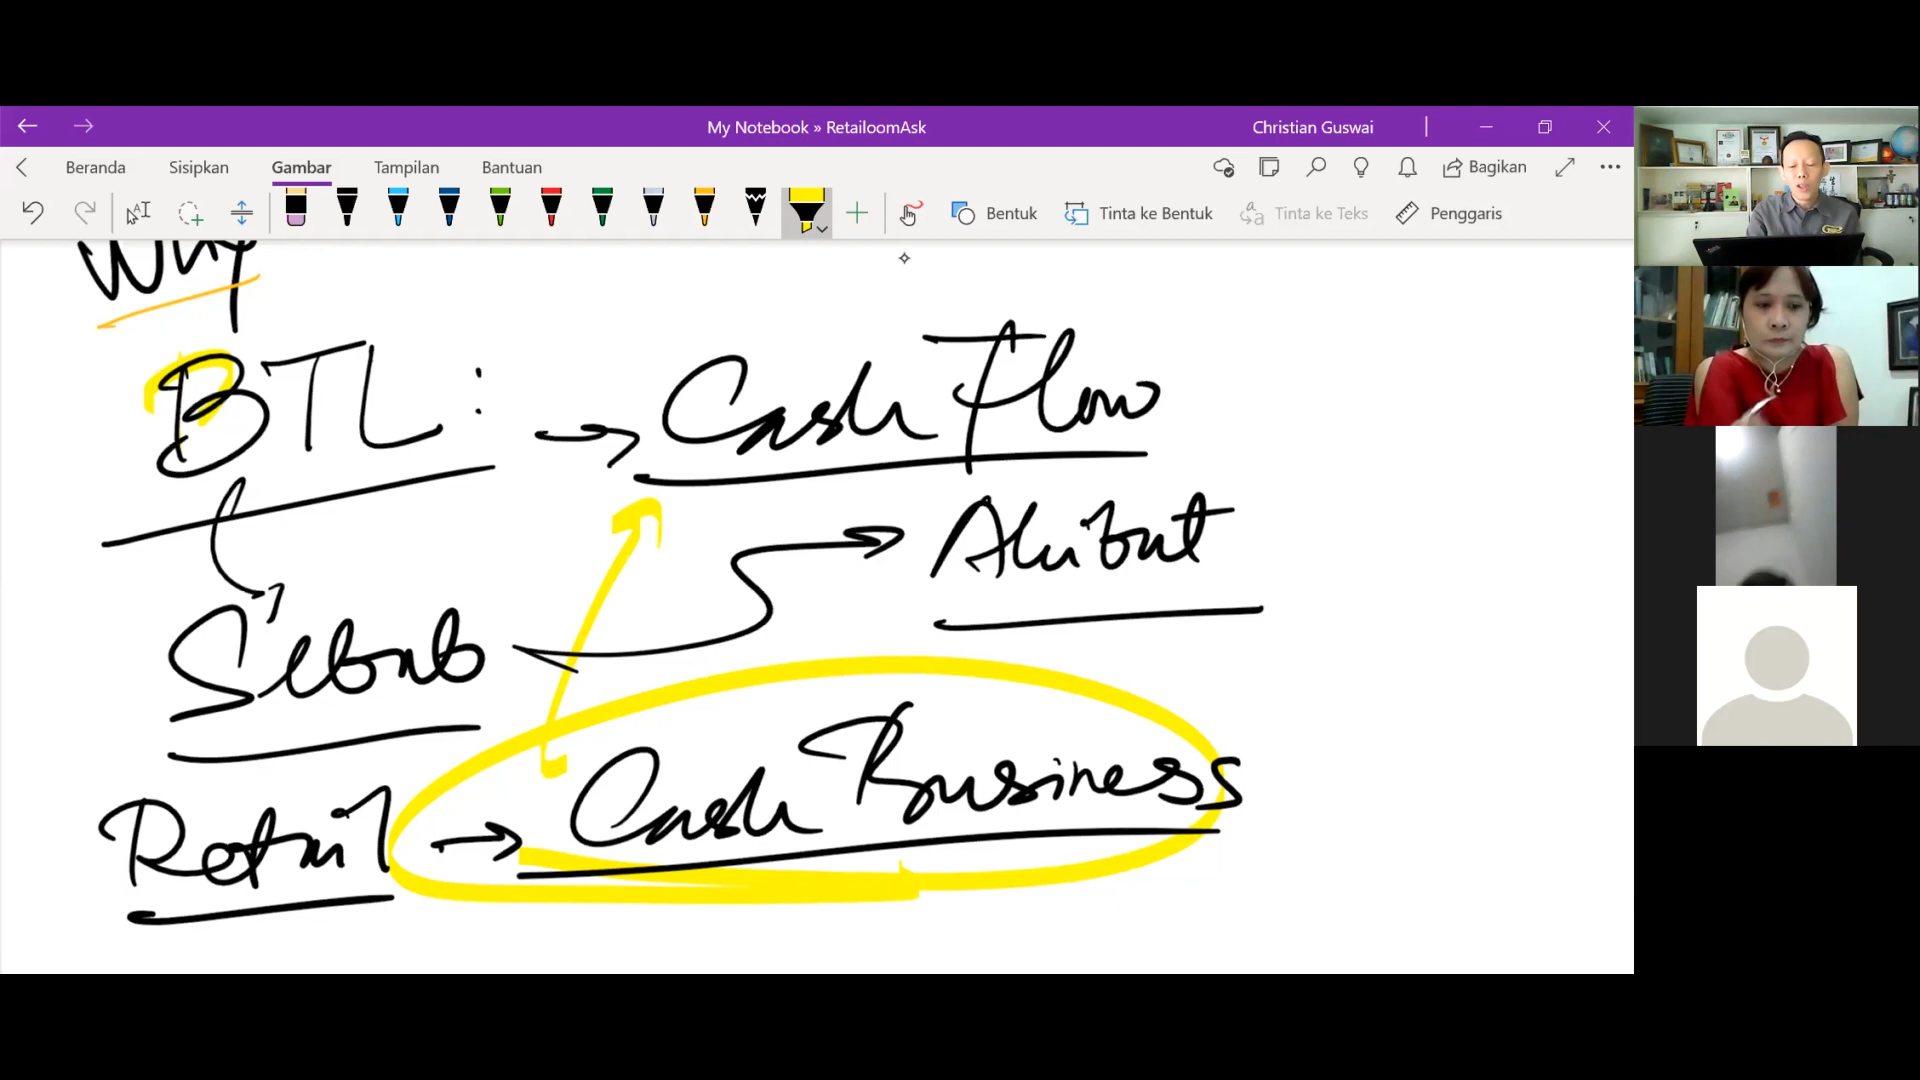 My Notebook » RetailoomAsk
Christian Guswai
Beranda Sisipkan Gambar Tampilan Bantuan
Bagikan
Bentuk Tinta ke Bentuk Tinta ke Teks Penggaris
Why
BTL : → Cash Flow
Akibat
Sebab
Retail → Cash Business